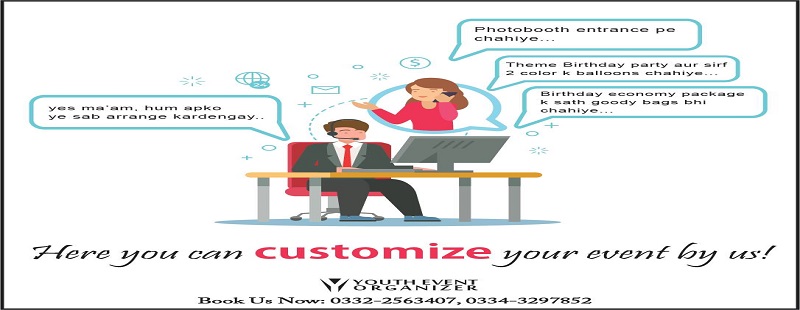 Photobooth entrance pe
chahiye...
Theme Birthday party aur sirf
2 color k balloons chahiye...
Birthday economy package
k sath goody bags bhi
chahiye...
yes ma'am, hum apko
ye sab arrange kardengay..
$
Here you can customize your event by us!
YOUTH EVENT
ORGANIZER
Book Us Now: 0332-2563407, 0334-3297852